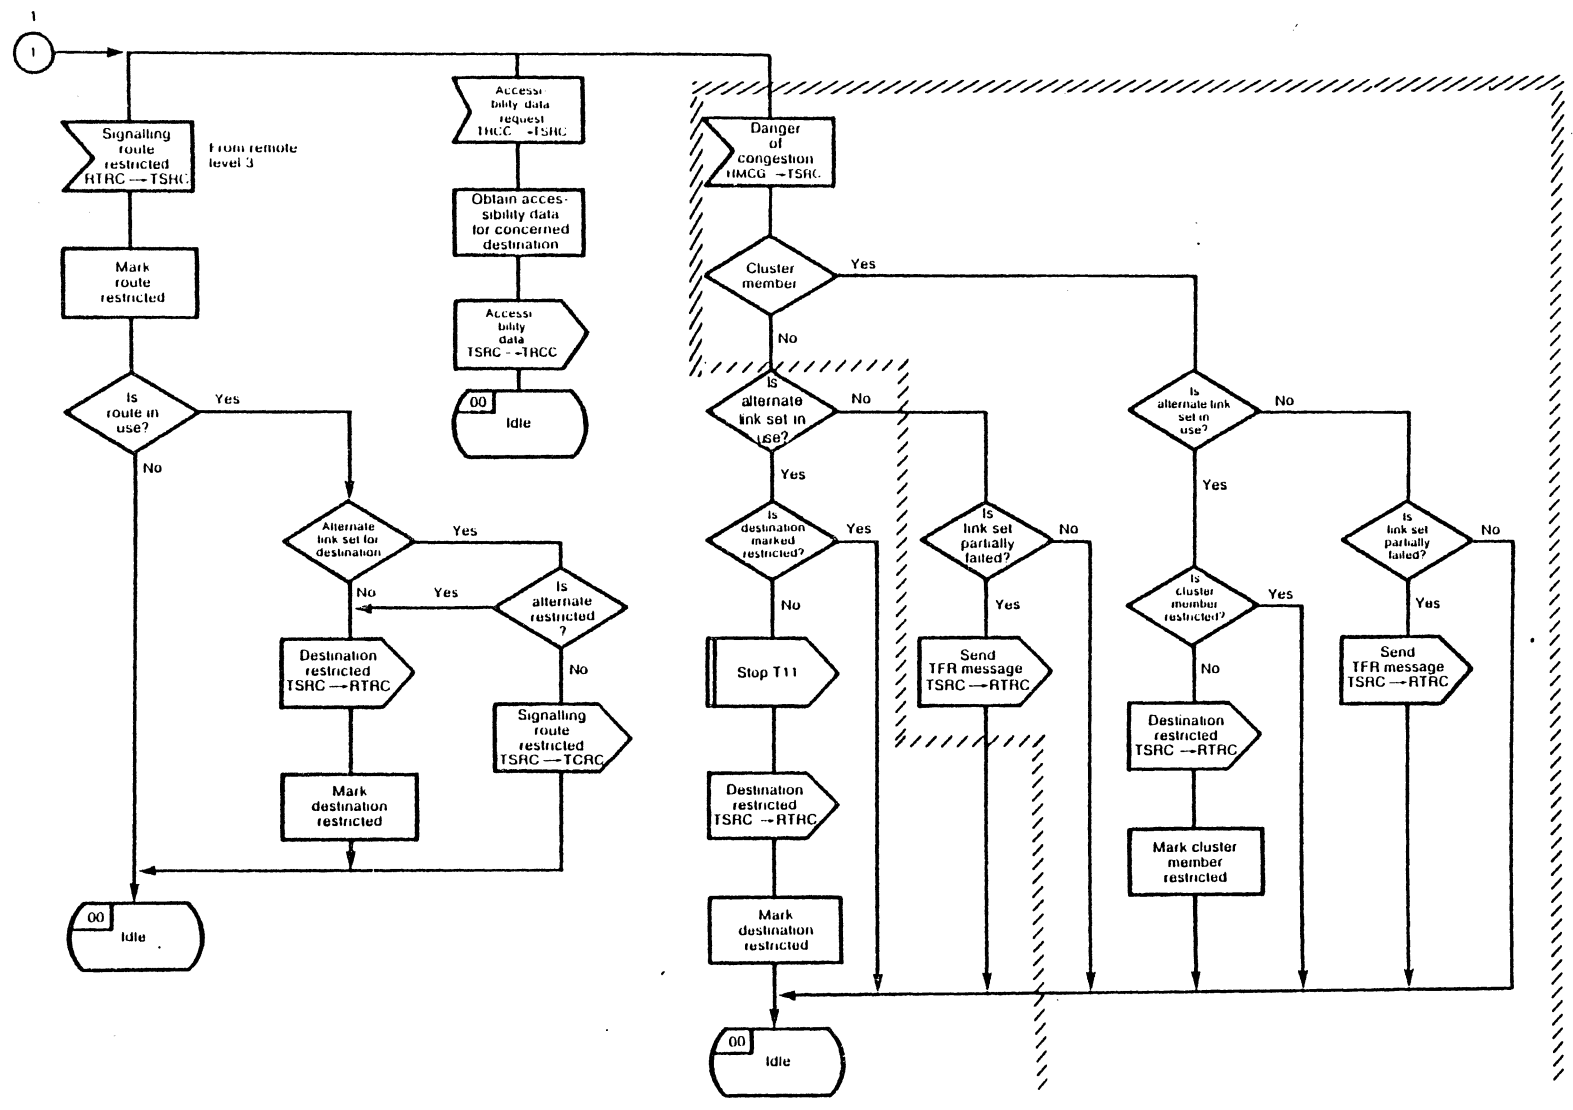 1
1
Signalling
route
restricted
RTRC → TSRC
From remote
level 3
Mark
route
restricted
Is
route in
use?
Yes
No
Alternate
link set for
destination
Yes
No
Is
alternate
restricted
?
Yes
No
Destination
restricted
TSRC → RTRC
Signalling
route
restricted
TSRC → TCRC
Mark
destination
restricted
00
Idle
Accessi-
bility data
request
TRCC → TSRC
Obtain acces-
sibility data
for concerned
destination
Accessi
bility
data
TSRC → TRCC
00
Idle
Danger
of
congestion
HMCG → TSRC
Cluster
member
Yes
No
Is
alternate
link set in
use?
No
Yes
Is
destination
marked
restricted?
Yes
No
Stop T11
Destination
restricted
TSRC → RTRC
Mark
destination
restricted
00
Idle
Is
link set
partially
failed?
No
Yes
Send
TFR message
TSRC → RTRC
Is
alternate link
set in
use?
No
Yes
Is
cluster
member
restricted?
Yes
No
Destination
restricted
TSRC → RTRC
Mark cluster
member
restricted
Is
link set
partially
failed?
No
Yes
Send
TFR message
TSRC → RTRC